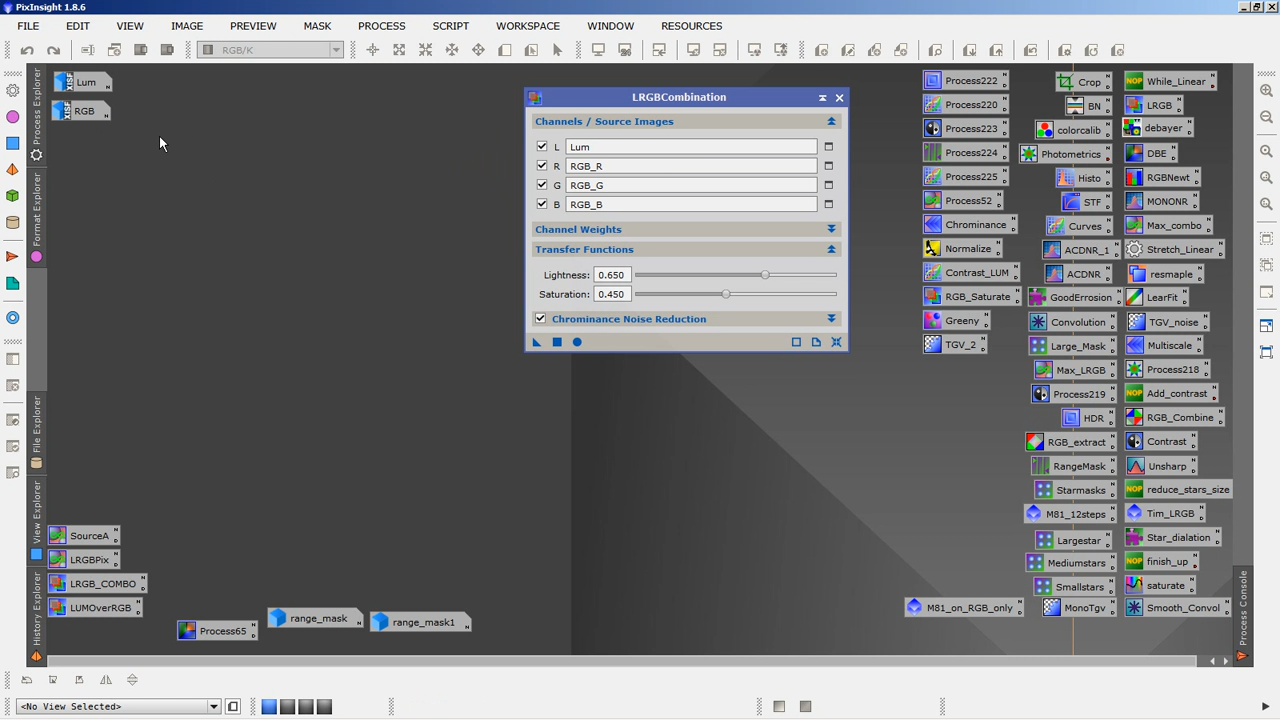 PixInsight 1.8.6
FILE EDIT VIEW IMAGE PREVIEW MASK PROCESS SCRIPT WORKSPACE WINDOW RESOURCES
RGB/K
Process Explorer
Format Explorer
File Explorer
View Explorer
History Explorer
Process Console
Lum
RGB
LRGBCombination
Channels / Source Images
L Lum
R RGB_R
G RGB_G
B RGB_B
Channel Weights
Transfer Functions
Lightness: 0.650
Saturation: 0.450
Chrominance Noise Reduction
Process222
Process220
Process223
Process224
Process225
Process52
Chrominance
Normalize
Contrast_LUM
RGB_Saturate
Greeny
TGV_2
Crop
BN
colorcalib
Photometrics
Histo
STF
Curves
ACDNR_1
ACDNR
GoodErrosion
Convolution
Large_Mask
Max_LRGB
Process219
HDR
RGB_extract
RangeMask
Starmasks
M81_12steps
Largestar
Mediumstars
Smallstars
M81_on_RGB_only
MonoTgv
While_Linear
LRGB
debayer
DBE
RGBNewt
MONONR
Max_combo
Stretch_Linear
resmaple
LearFit
TGV_noise
Multiscale
Process218
Add_contrast
RGB_Combine
Contrast
Unsharp
reduce_stars_size
Tim_LRGB
Star_dialation
finish_up
saturate
Smooth_Convol
SourceA
LRGBPix
LRGB_COMBO
LUMOverRGB
Process65
range_mask
range_mask1
<No View Selected>